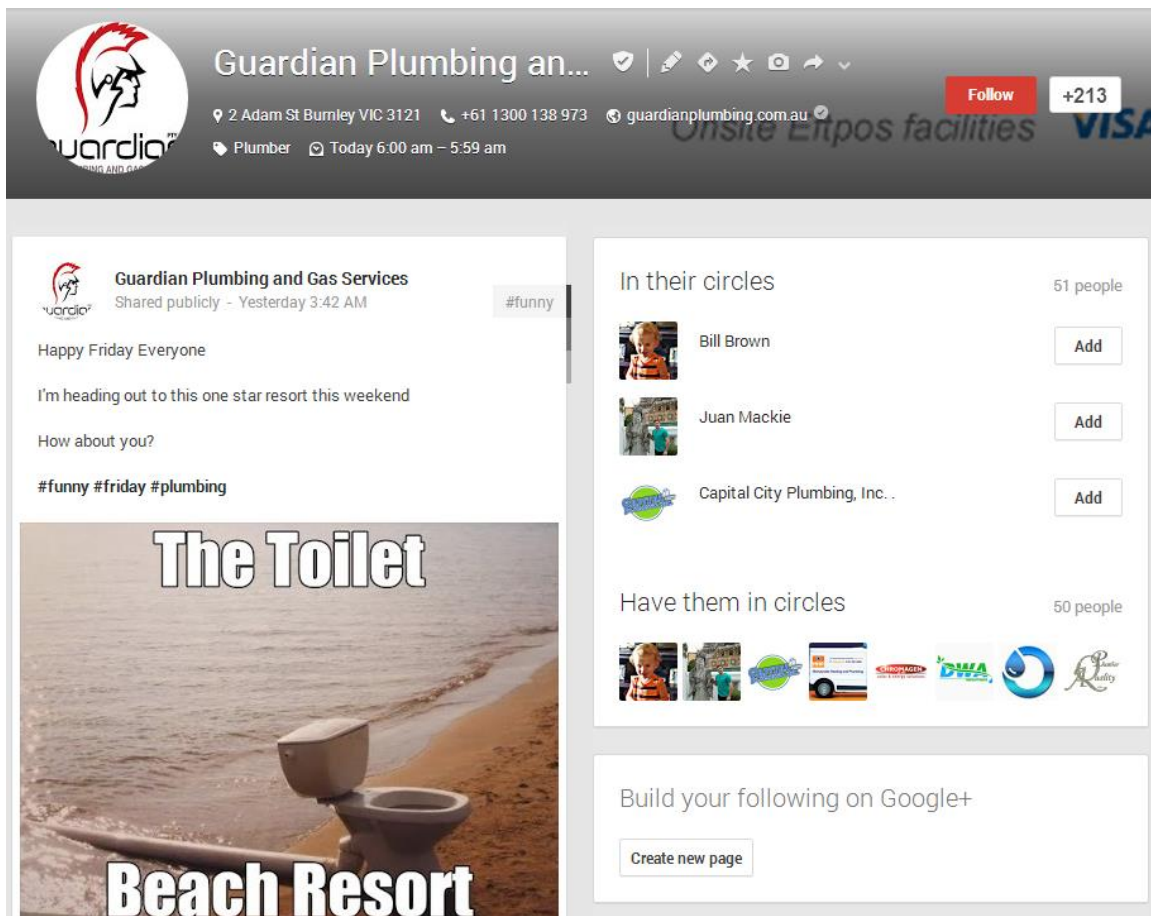 Guardian Plumbing an...
2 Adam St Burnley VIC 3121 +61 1300 138 973 guardianplumbing.com.au
Plumber Today 6:00 am – 5:59 am
Follow +213
Onsite Eftpos facilities VISA
Guardian Plumbing and Gas Services
Shared publicly - Yesterday 3:42 AM
#funny
Happy Friday Everyone
I'm heading out to this one star resort this weekend
How about you?
#funny #friday #plumbing
The Toilet
Beach Resort
In their circles 51 people
Bill Brown Add
Juan Mackie Add
Capital City Plumbing, Inc. . Add
Have them in circles 50 people
CHROMAGEN
DWA
Build your following on Google+
Create new page